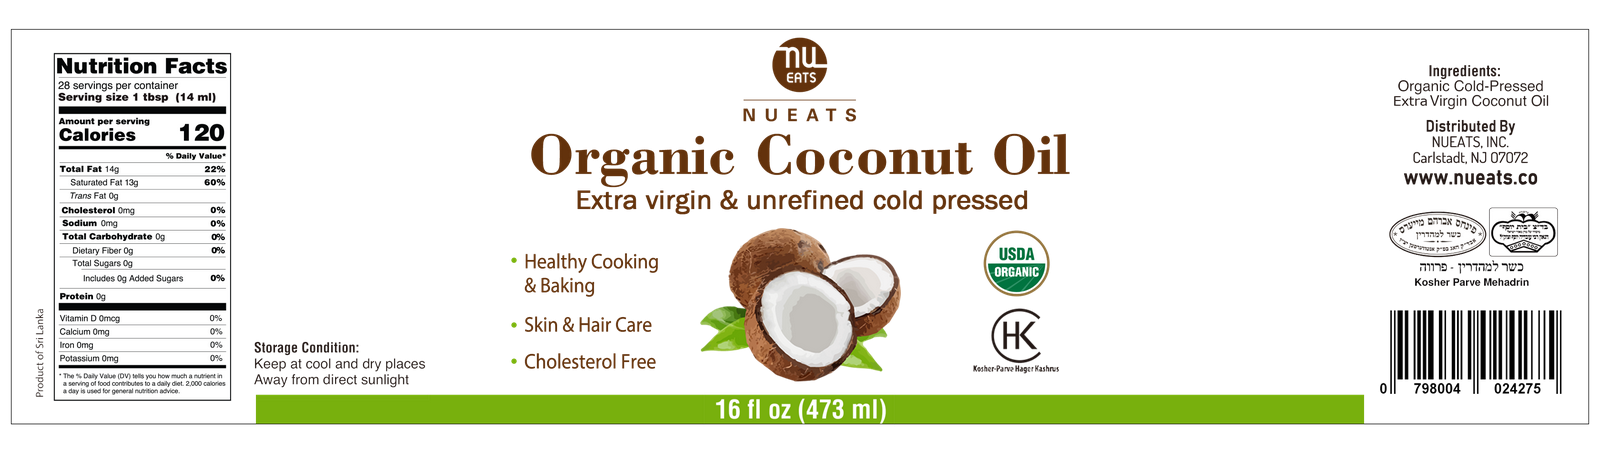 Product of Sri Lanka
Nutrition Facts
28 servings per container
Serving size 1 tbsp (14 ml)
Amount per serving
Calories 120
% Daily Value*
Total Fat 14g 22%
Saturated Fat 13g 60%
Trans Fat 0g
Cholesterol 0mg 0%
Sodium 0mg 0%
Total Carbohydrate 0g 0%
Dietary Fiber 0g 0%
Total Sugars 0g
Includes 0g Added Sugars 0%
Protein 0g
Vitamin D 0mcg 0%
Calcium 0mg 0%
Iron 0mg 0%
Potassium 0mg 0%
* The % Daily Value (DV) tells you how much a nutrient in
a serving of food contributes to a daily diet. 2,000 calories
a day is used for general nutrition advice.
Storage Condition:
Keep at cool and dry places
Away from direct sunlight
nu
EATS
NUEATS
Organic Coconut Oil
Extra virgin & unrefined cold pressed
• Healthy Cooking
& Baking
• Skin & Hair Care
• Cholesterol Free
USDA
ORGANIC
HK
Kosher-Parve Hager Kashrus
16 fl oz (473 ml)
Ingredients:
Organic Cold-Pressed
Extra Virgin Coconut Oil
Distributed By
NUEATS, INC.
Carlstadt, NJ 07072
www.nueats.co
פינחס אברהם מייערס
כשר למהדרין
בד"צ "בית יוסף"
כשר למהדרין - פרווה
Kosher Parve Mehadrin
0 798004 024275